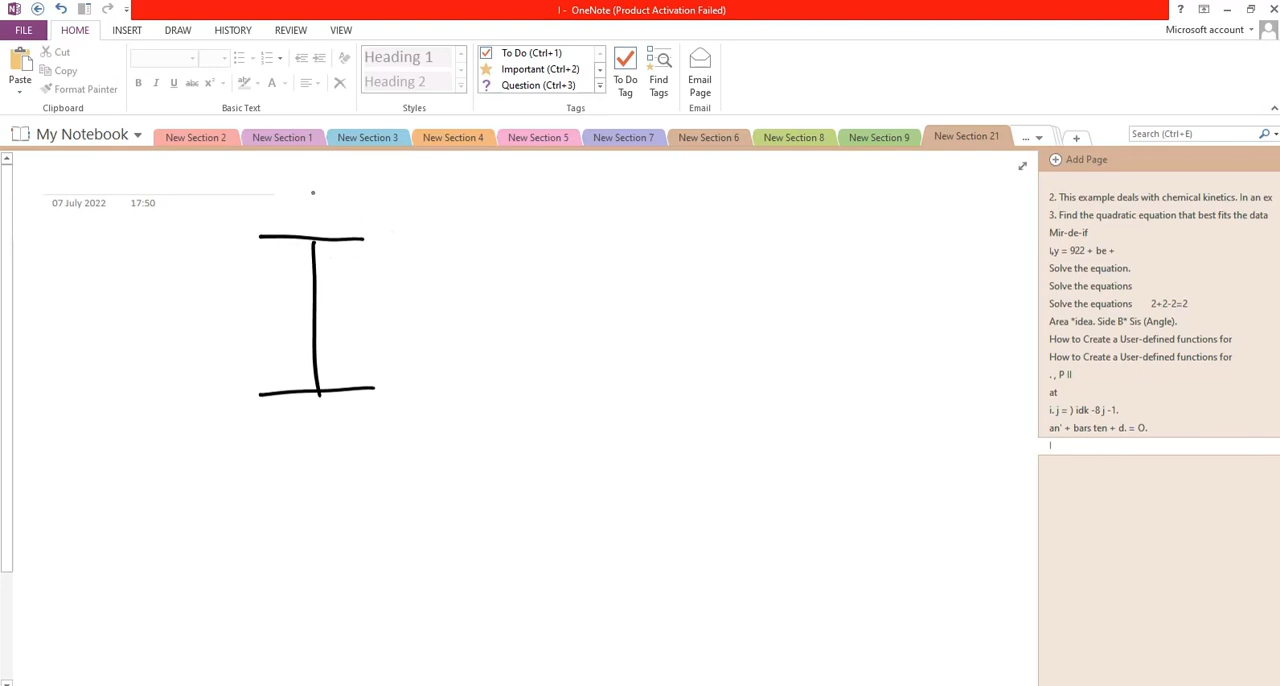 I - OneNote (Product Activation Failed)
?
FILE HOME INSERT DRAW HISTORY REVIEW VIEW
Microsoft account
Paste
Cut
Copy
Format Painter
Clipboard
B I U abc x² ab A
Basic Text
Heading 1
Heading 2
Styles
To Do (Ctrl+1)
Important (Ctrl+2)
? Question (Ctrl+3)
To Do Tag
Find Tags
Tags
Email Page
Email
My Notebook
New Section 2
New Section 1
New Section 3
New Section 4
New Section 5
New Section 7
New Section 6
New Section 8
New Section 9
New Section 21
...
+
Search (Ctrl+E)
Add Page
07 July 2022 17:50
I
2. This example deals with chemical kinetics. In an ex
3. Find the quadratic equation that best fits the data
Mir-de-if
i,y = 922 + be +
Solve the equation.
Solve the equations
Solve the equations 2+2-2=2
Area *idea. Side B* Sis (Angle).
How to Create a User-defined functions for
How to Create a User-defined functions for
. , P II
at
i. j = ) idk -8 j -1.
an' + bars ten + d. = O.
I